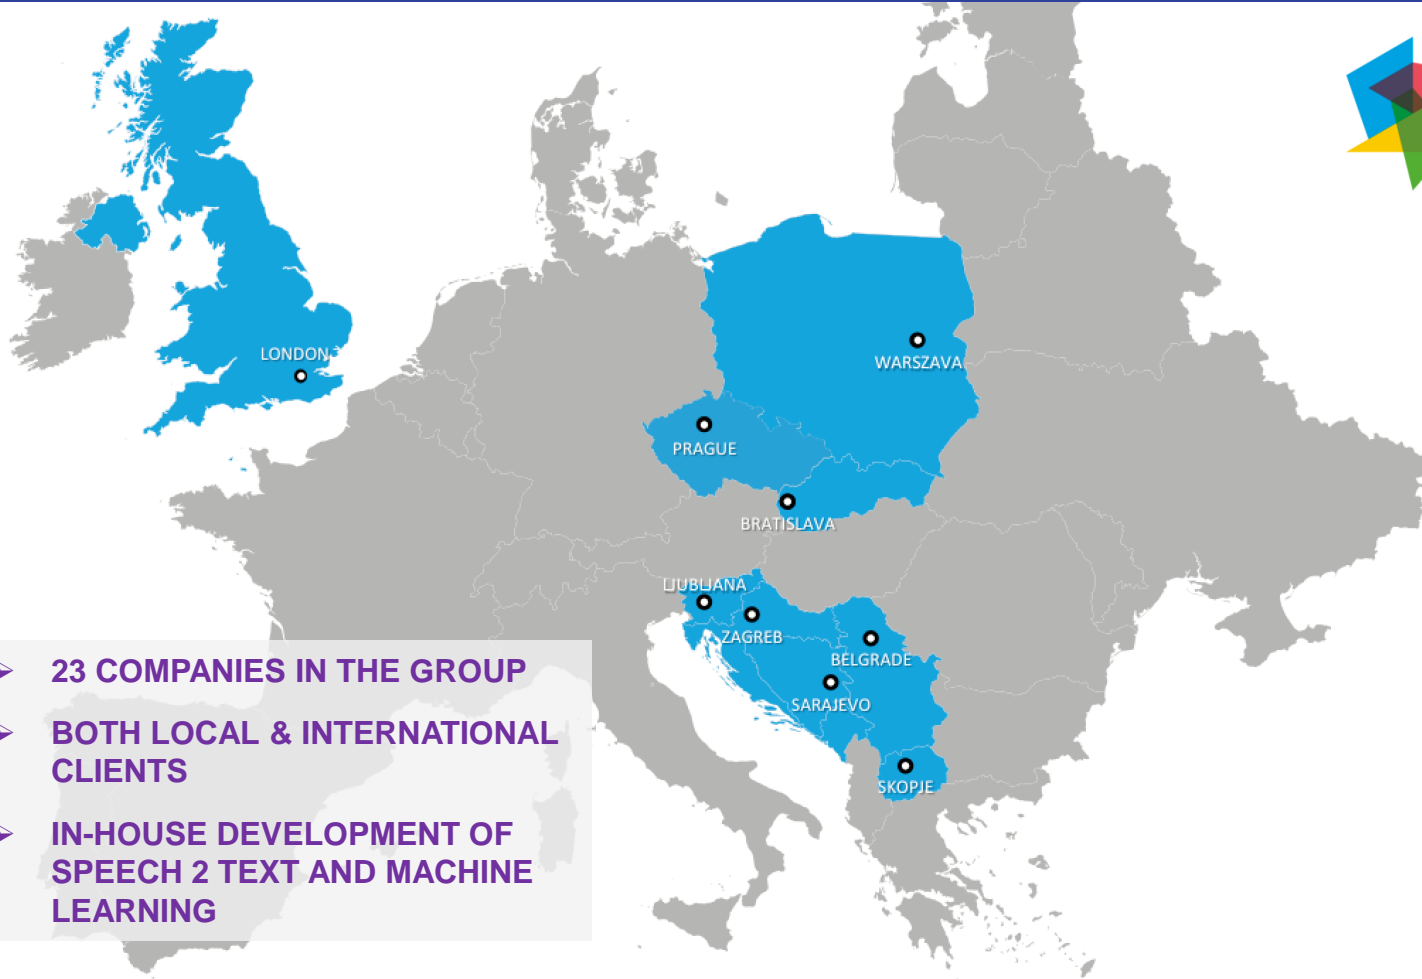 LONDON
WARSZAVA
PRAGUE
BRATISLAVA
LJUBLJANA
ZAGREB
BELGRADE
SARAJEVO
SKOPJE
➢ 23 COMPANIES IN THE GROUP
➢ BOTH LOCAL & INTERNATIONAL
CLIENTS
➢ IN-HOUSE DEVELOPMENT OF
SPEECH 2 TEXT AND MACHINE
LEARNING